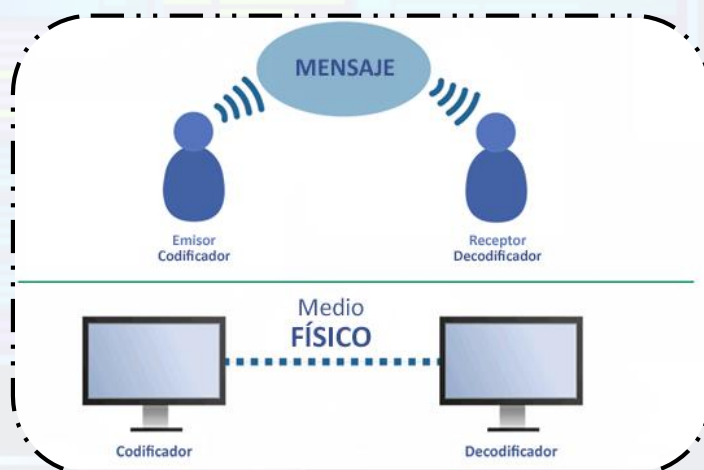 MENSAJE
Emisor
Codificador
Receptor
Decodificador
Medio
FÍSICO
Codificador
Decodificador